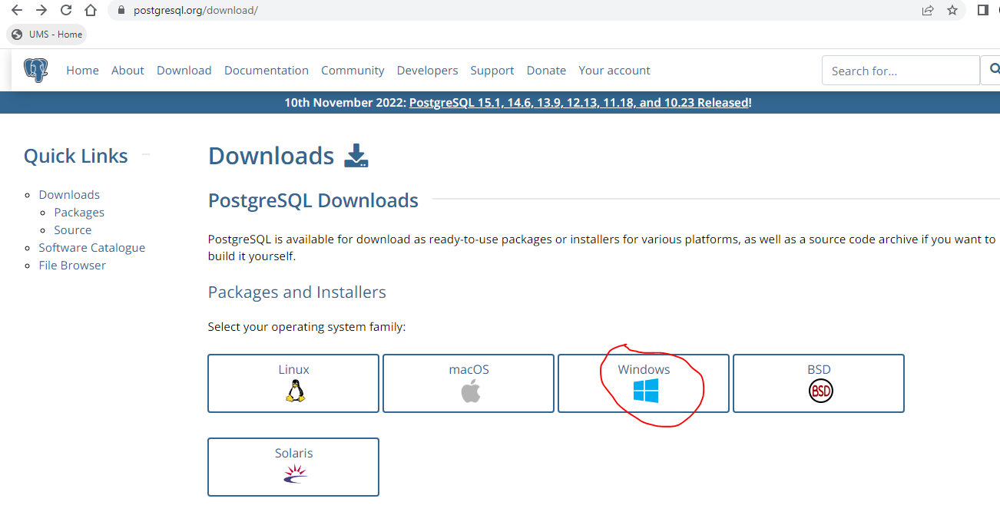 postgresql.org/download/
UMS - Home
Home About Download Documentation Community Developers Support Donate Your account
Search for...
10th November 2022: PostgreSQL 15.1, 14.6, 13.9, 12.13, 11.18, and 10.23 Released!
Quick Links
Downloads
Packages
Source
Software Catalogue
File Browser
Downloads
PostgreSQL Downloads
PostgreSQL is available for download as ready-to-use packages or installers for various platforms, as well as a source code archive if you want to
build it yourself.
Packages and Installers
Select your operating system family:
Linux macOS Windows BSD
BSD
Solaris